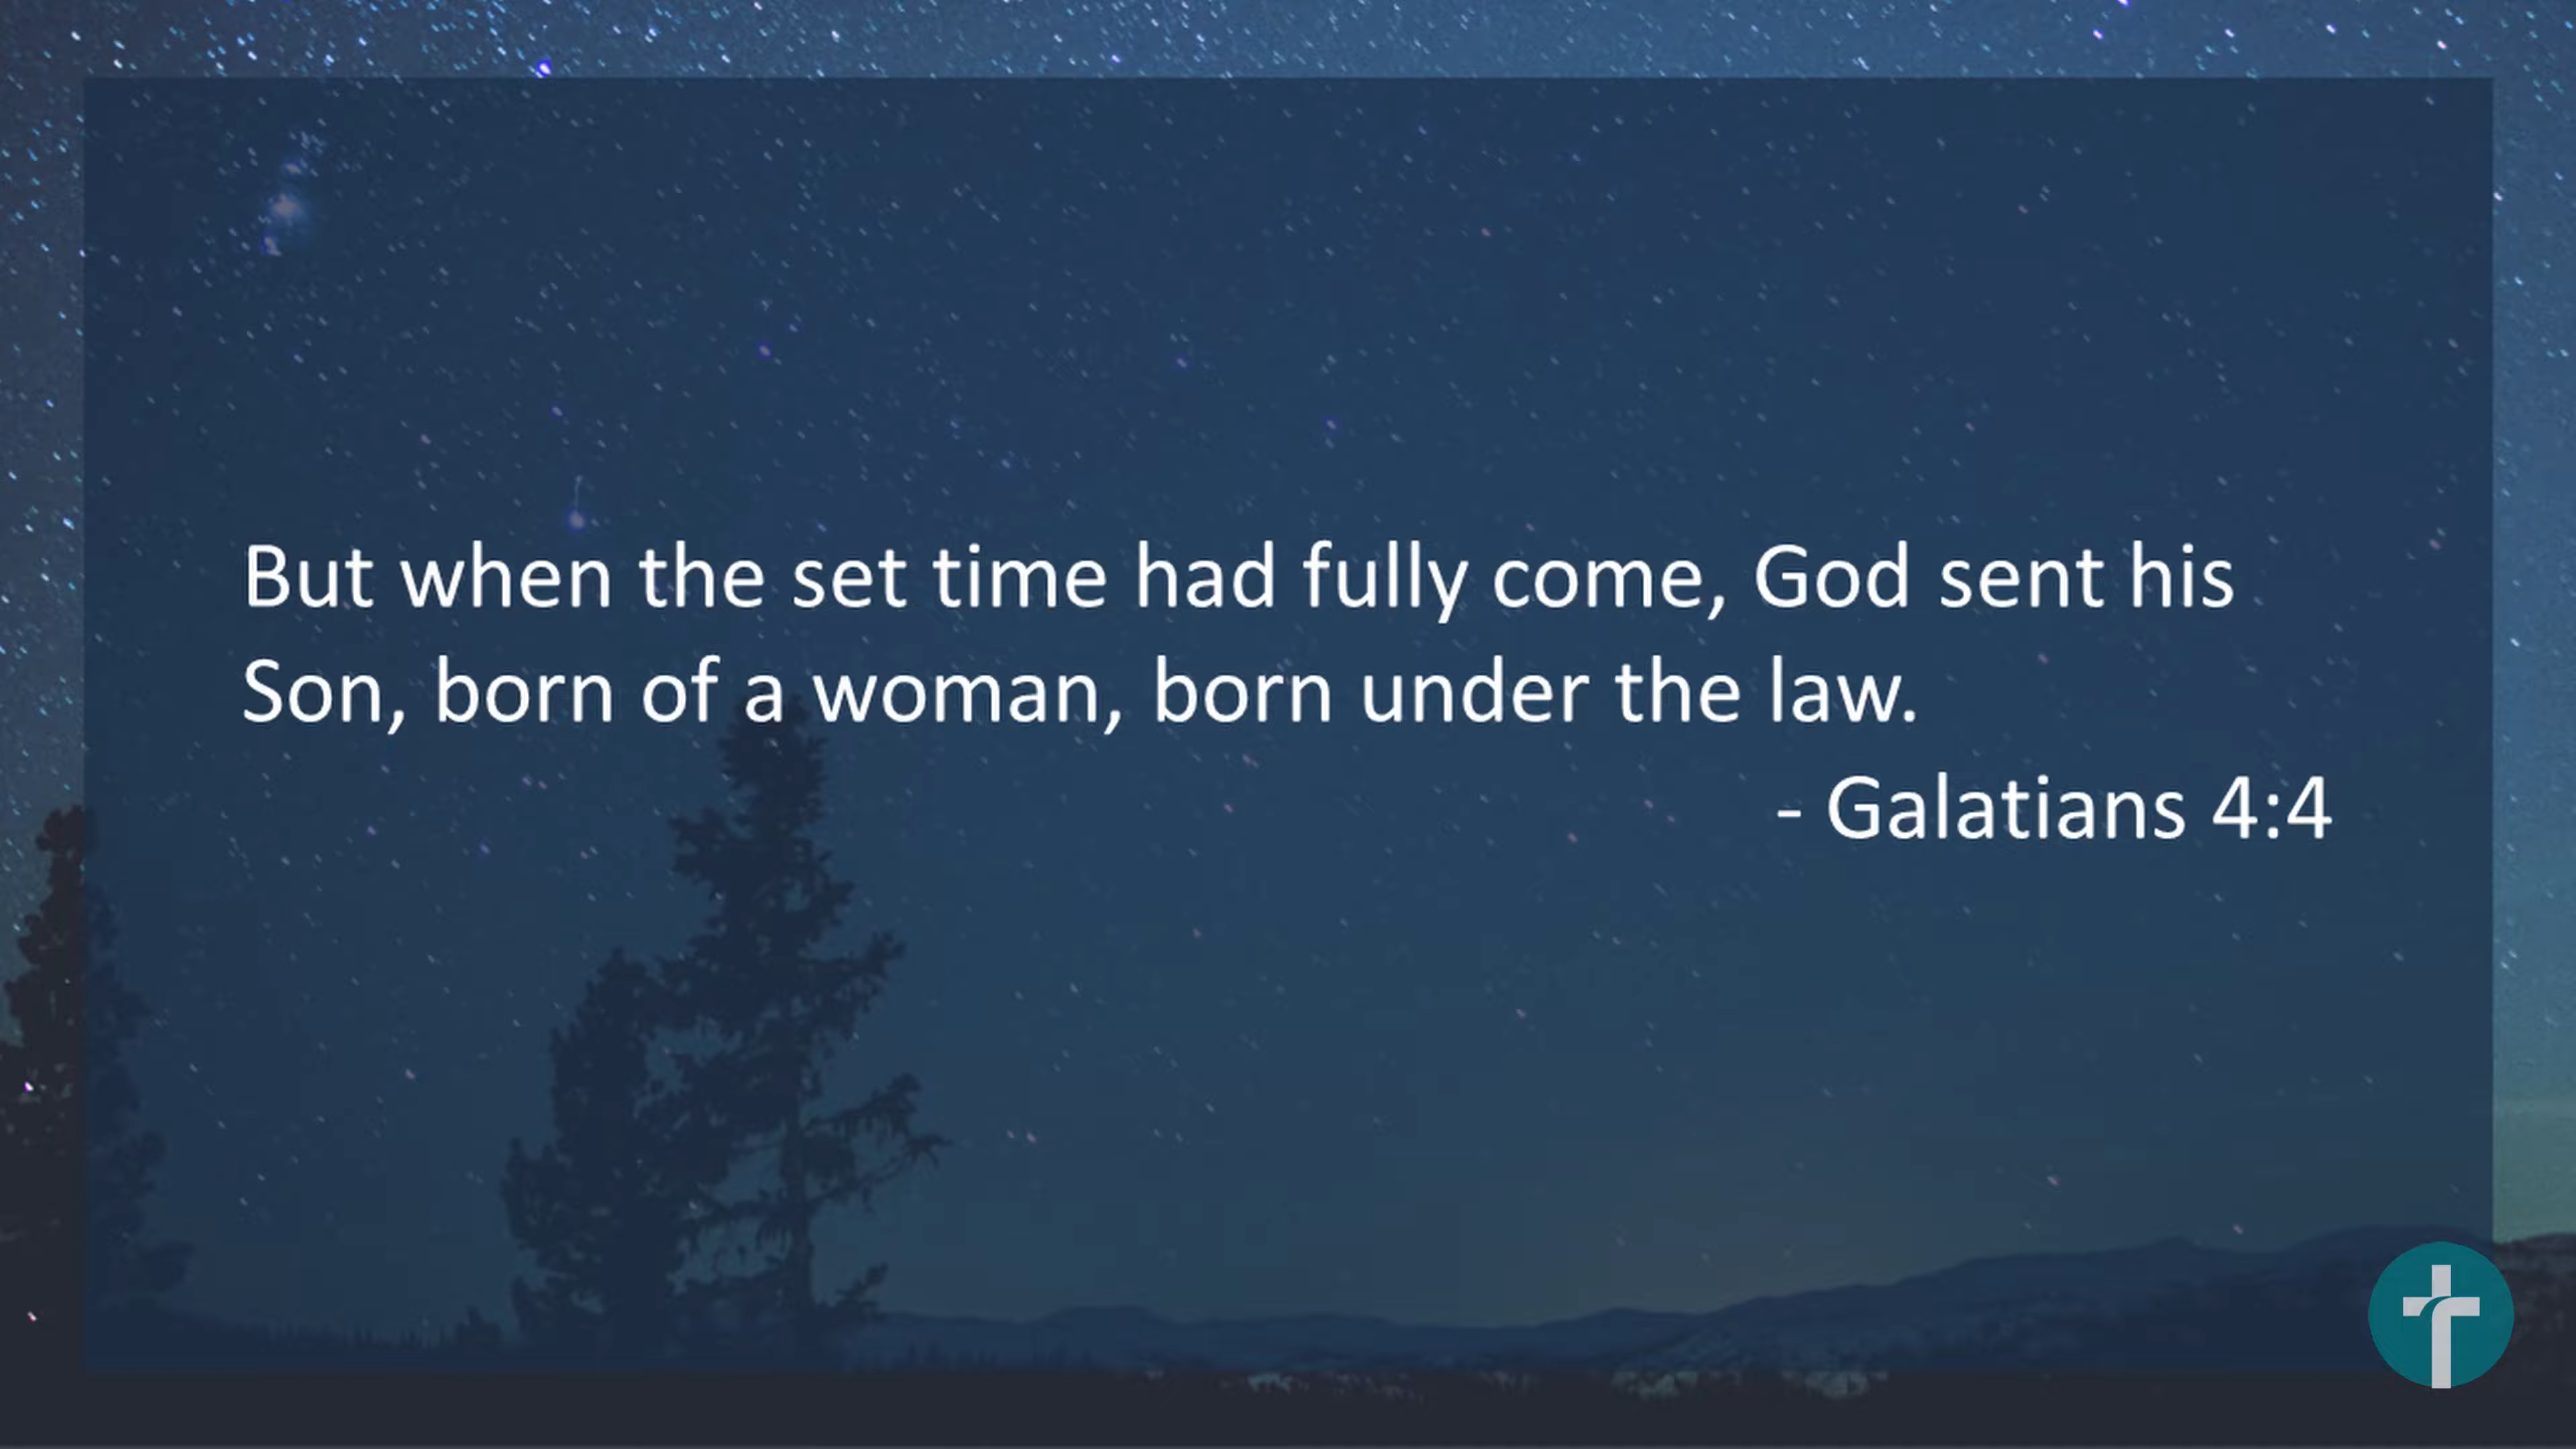 But when the set time had fully come, God sent his
Son, born of a woman, born under the law.
- Galatians 4:4